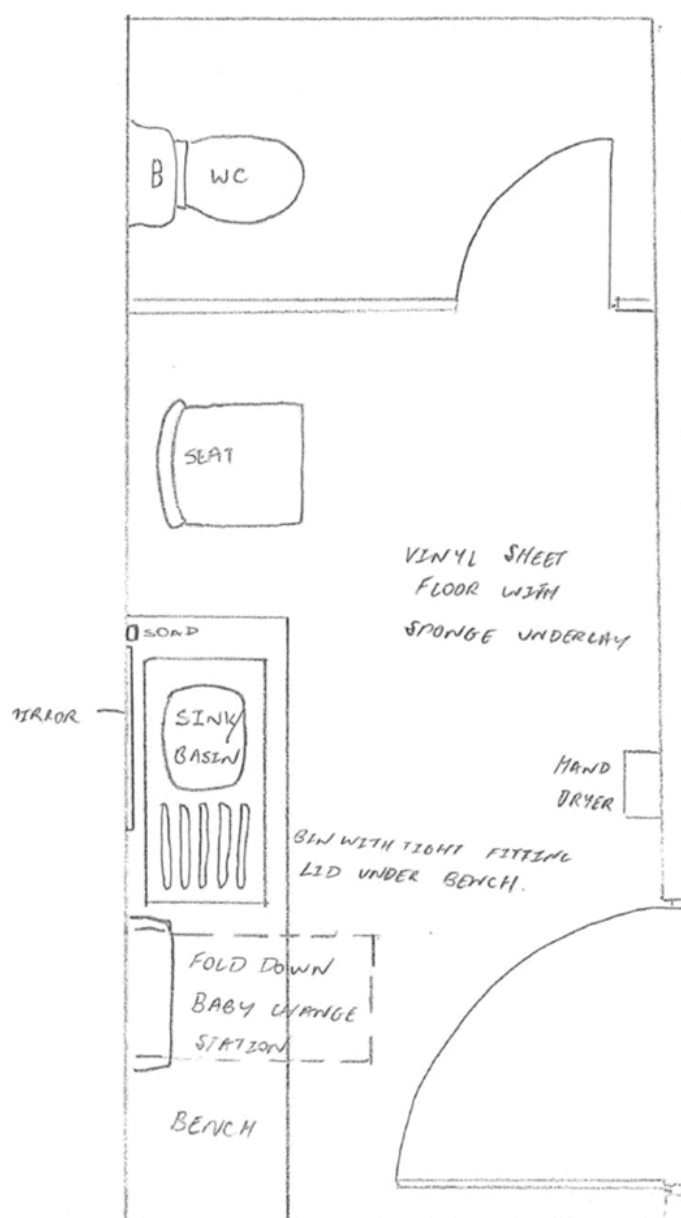 B
WC
SEAT
VINYL SHEET
FLOOR WITH
SPONGE UNDERLAY
SOAP
MIRROR
SINK/
BASIN
HAND
DRYER
BIN WITH TIGHT FITTING
LID UNDER BENCH.
FOLD DOWN
BABY CHANGE
STATION
BENCH